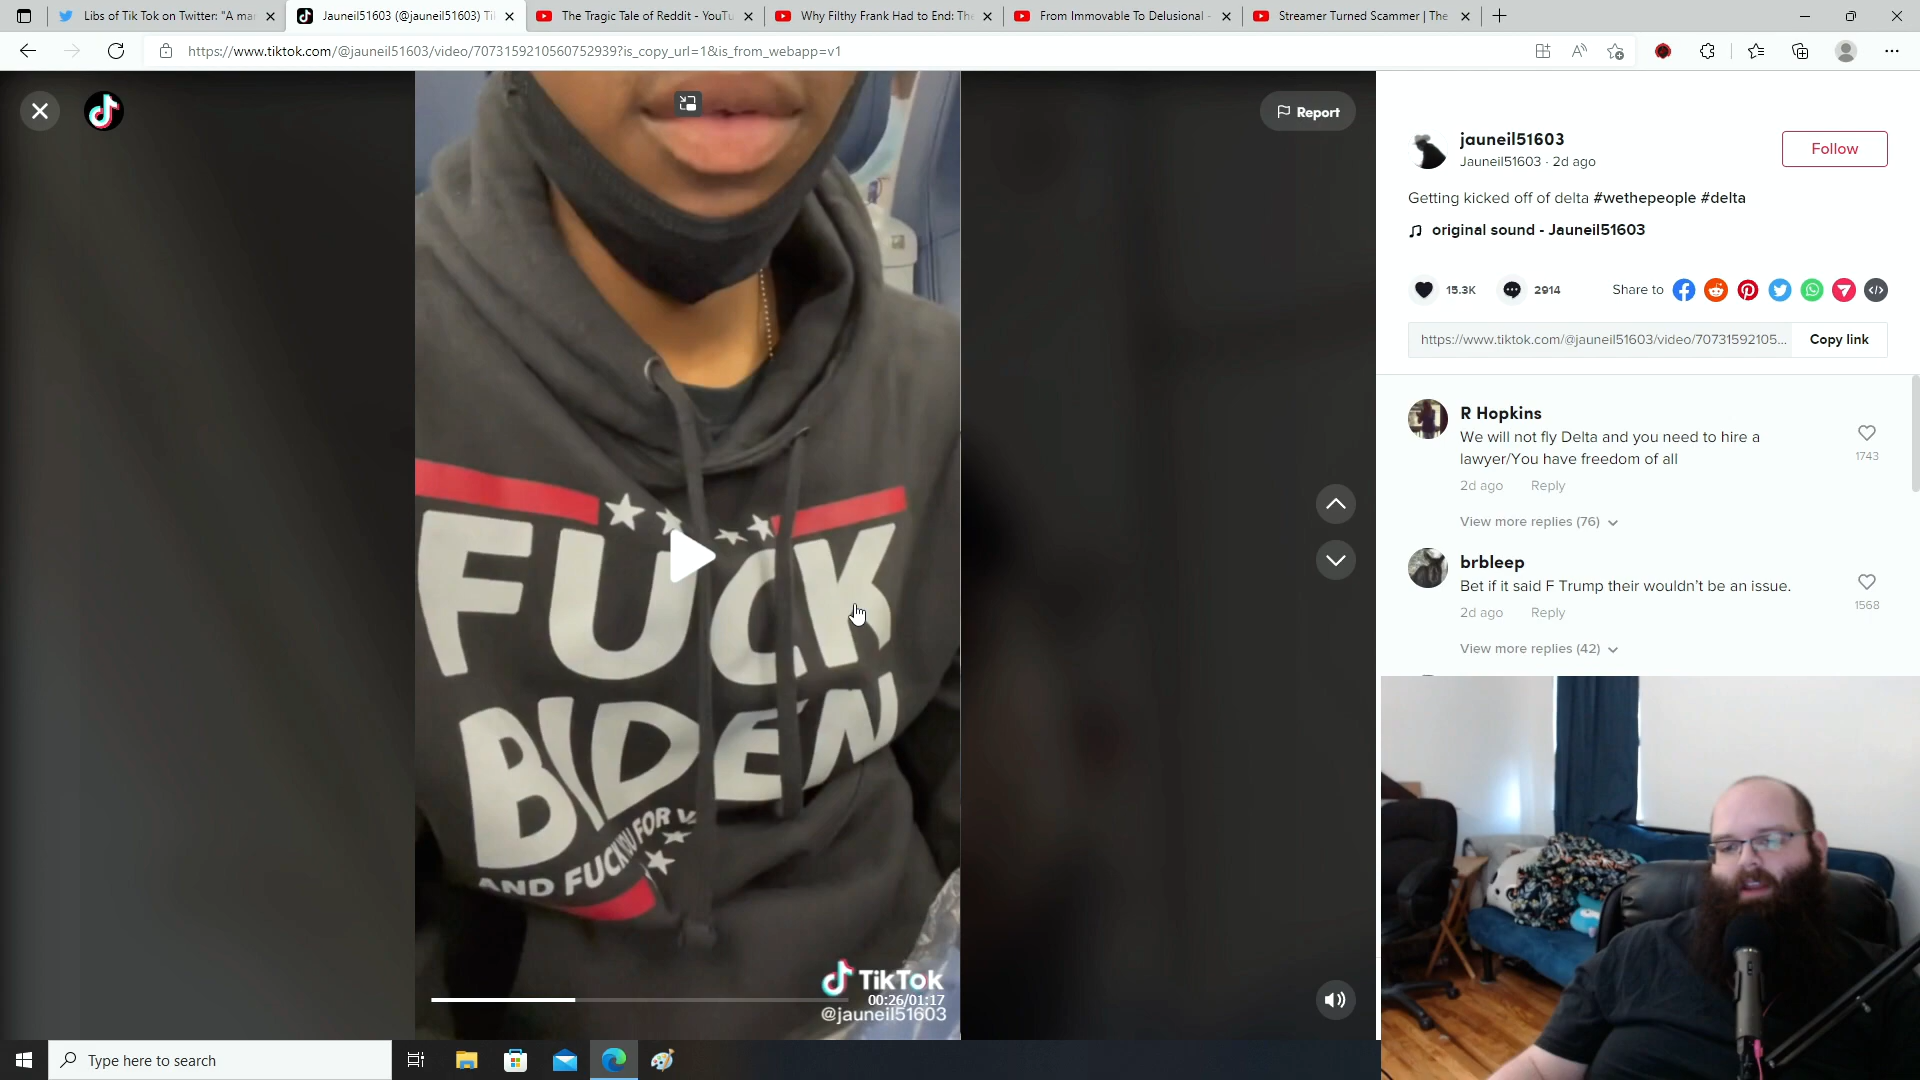 Libs of Tik Tok on Twitter: "A ma
Jauneil51603 (@jauneil51603) Ti
The Tragic Tale of Reddit - YouTu
Why Filthy Frank Had to End: The
From Immovable To Delusional -
Streamer Turned Scammer | The
https://www.tiktok.com/@jauneil51603/video/7073159210560752939?is_copy_url=1&is_from_webapp=v1
Report
FUCK
BIDEN
AND FUCK YOU FOR V
TikTok
00:26/01:17
@jauneil51603
jauneil51603
Jauneil51603 · 2d ago
Follow
Getting kicked off of delta #wethepeople #delta
original sound - Jauneil51603
15.3K
2914
Share to
https://www.tiktok.com/@jauneil51603/video/70731592105...
Copy link
R Hopkins
We will not fly Delta and you need to hire a
lawyer/You have freedom of all
1743
2d ago Reply
View more replies (76)
brbleep
Bet if it said F Trump their wouldn't be an issue.
1568
2d ago Reply
View more replies (42)
Type here to search